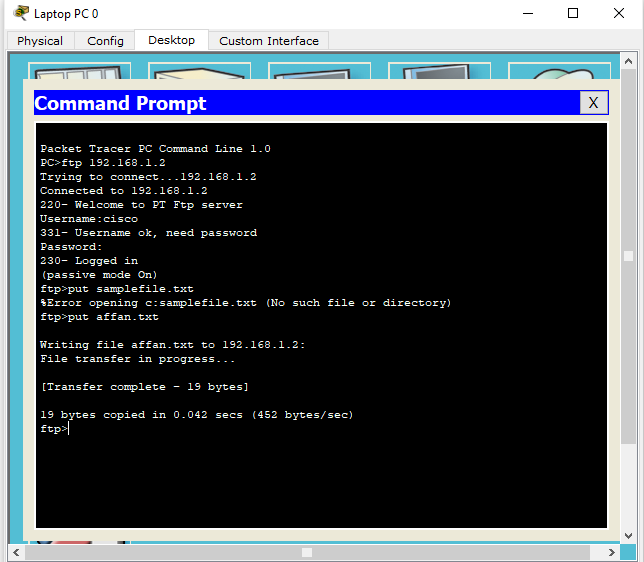 Laptop PC 0
Physical Config Desktop Custom Interface
Command Prompt X
Packet Tracer PC Command Line 1.0
PC>ftp 192.168.1.2
Trying to connect...192.168.1.2
Connected to 192.168.1.2
220- Welcome to PT Ftp server
Username:cisco
331- Username ok, need password
Password:
230- Logged in
(passive mode On)
ftp>put samplefile.txt
%Error opening c:samplefile.txt (No such file or directory)
ftp>put affan.txt
Writing file affan.txt to 192.168.1.2:
File transfer in progress...
[Transfer complete - 19 bytes]
19 bytes copied in 0.042 secs (452 bytes/sec)
ftp>